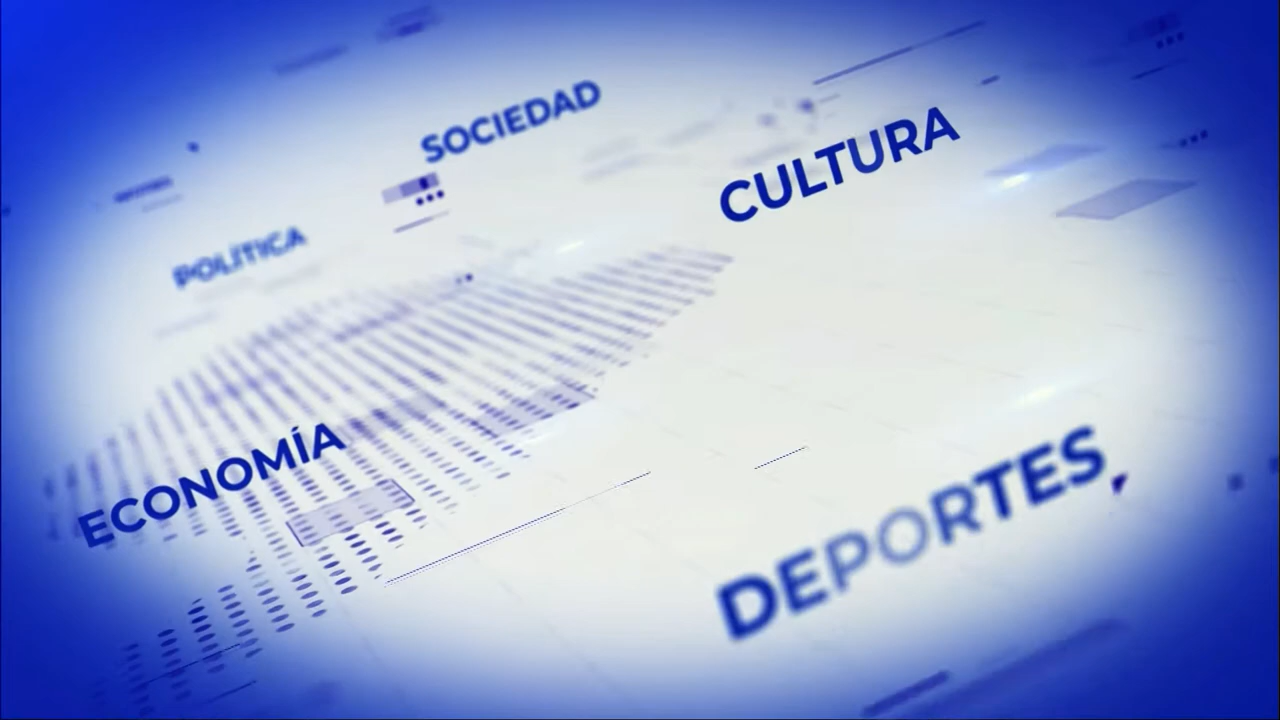 SOCIEDAD
CULTURA
POLÍTICA
ECONOMÍA
DEPORTES